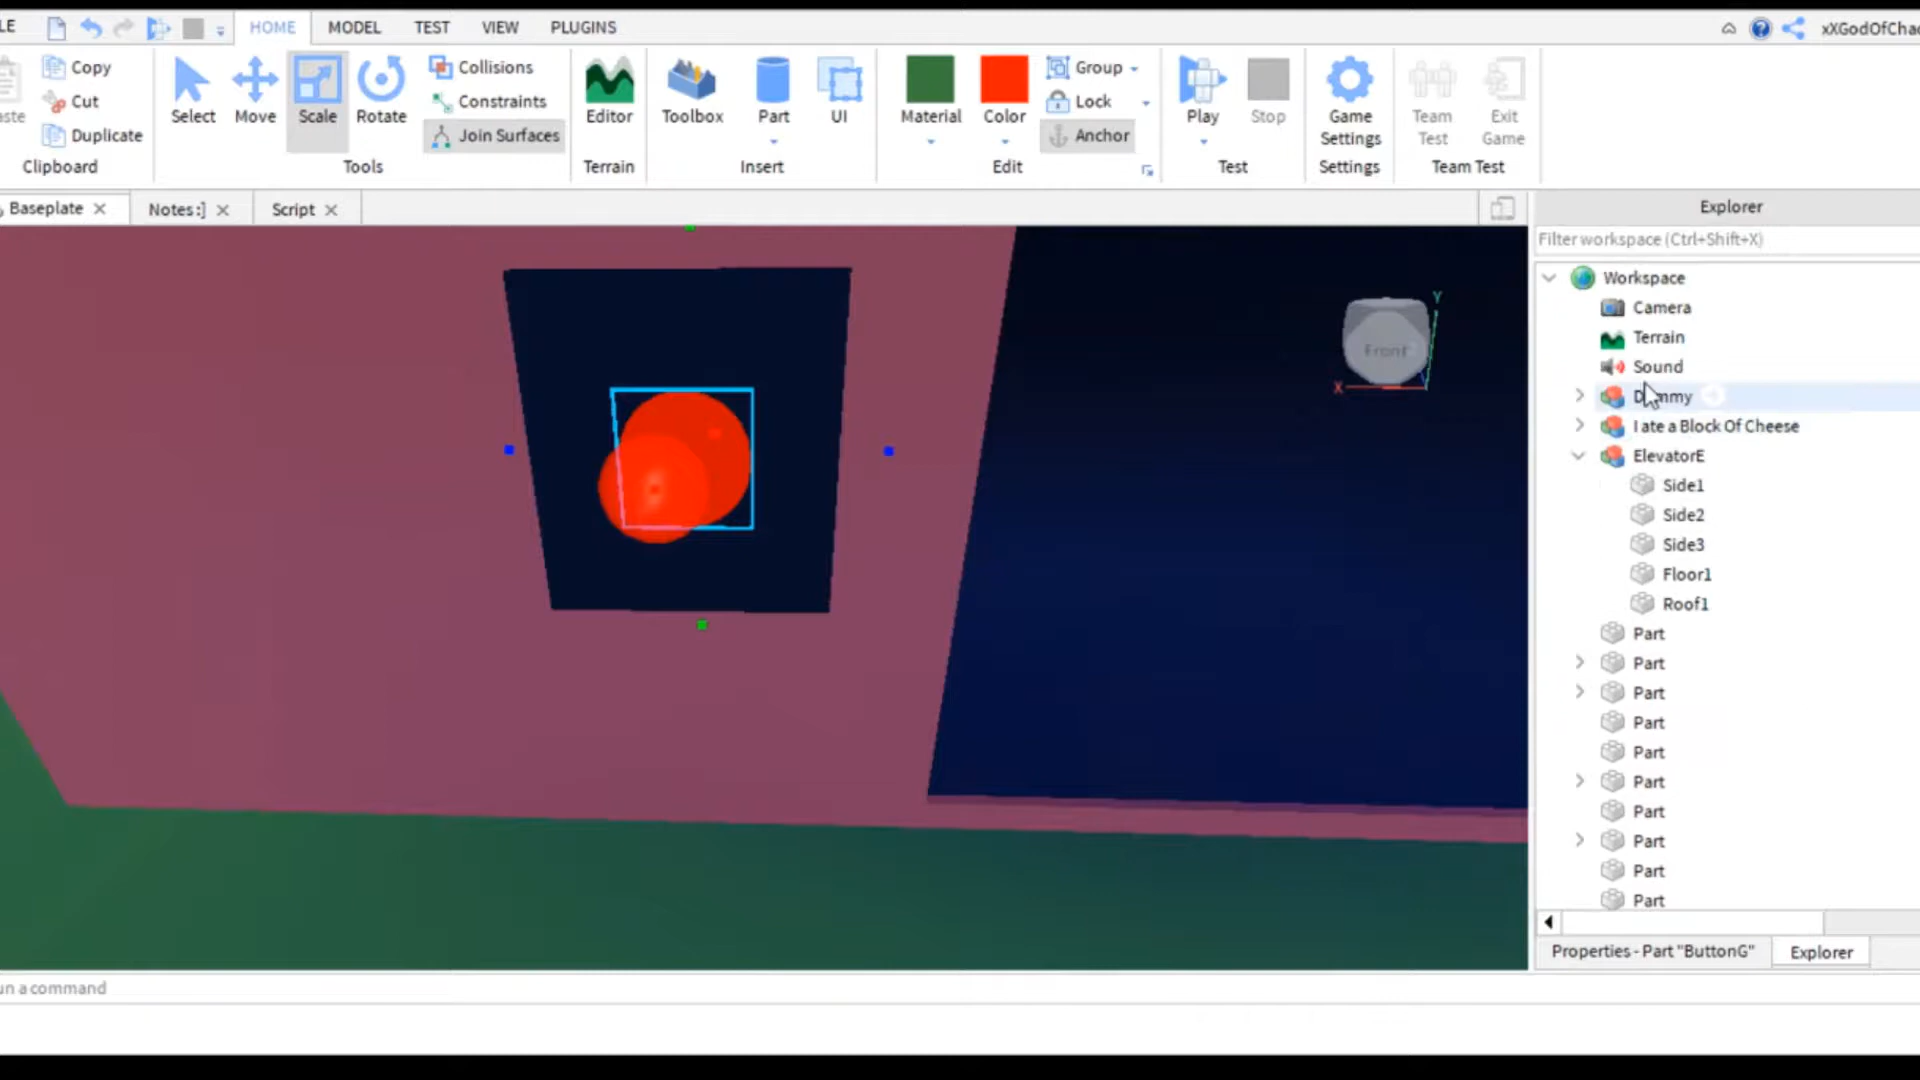 LE HOME MODEL TEST VIEW PLUGINS xXGodOfChao
Copy
Cut
Duplicate
aste
Clipboard
Select Move Scale Rotate
Collisions
Constraints
Join Surfaces
Tools
Editor
Terrain
Toolbox Part UI
Insert
Material Color
Group
Lock
Anchor
Edit
Play Stop
Test
Game
Settings
Settings
Team
Test
Exit
Game
Team Test
Baseplate Notes:] Script
Explorer
Filter workspace (Ctrl+Shift+X)
Workspace
Camera
Terrain
Sound
Dummy
I ate a Block Of Cheese
ElevatorE
Side1
Side2
Side3
Floor1
Roof1
Part
Part
Part
Part
Part
Part
Part
Part
Part
Part
Front
X
Y
Properties - Part "ButtonG" Explorer
un a command